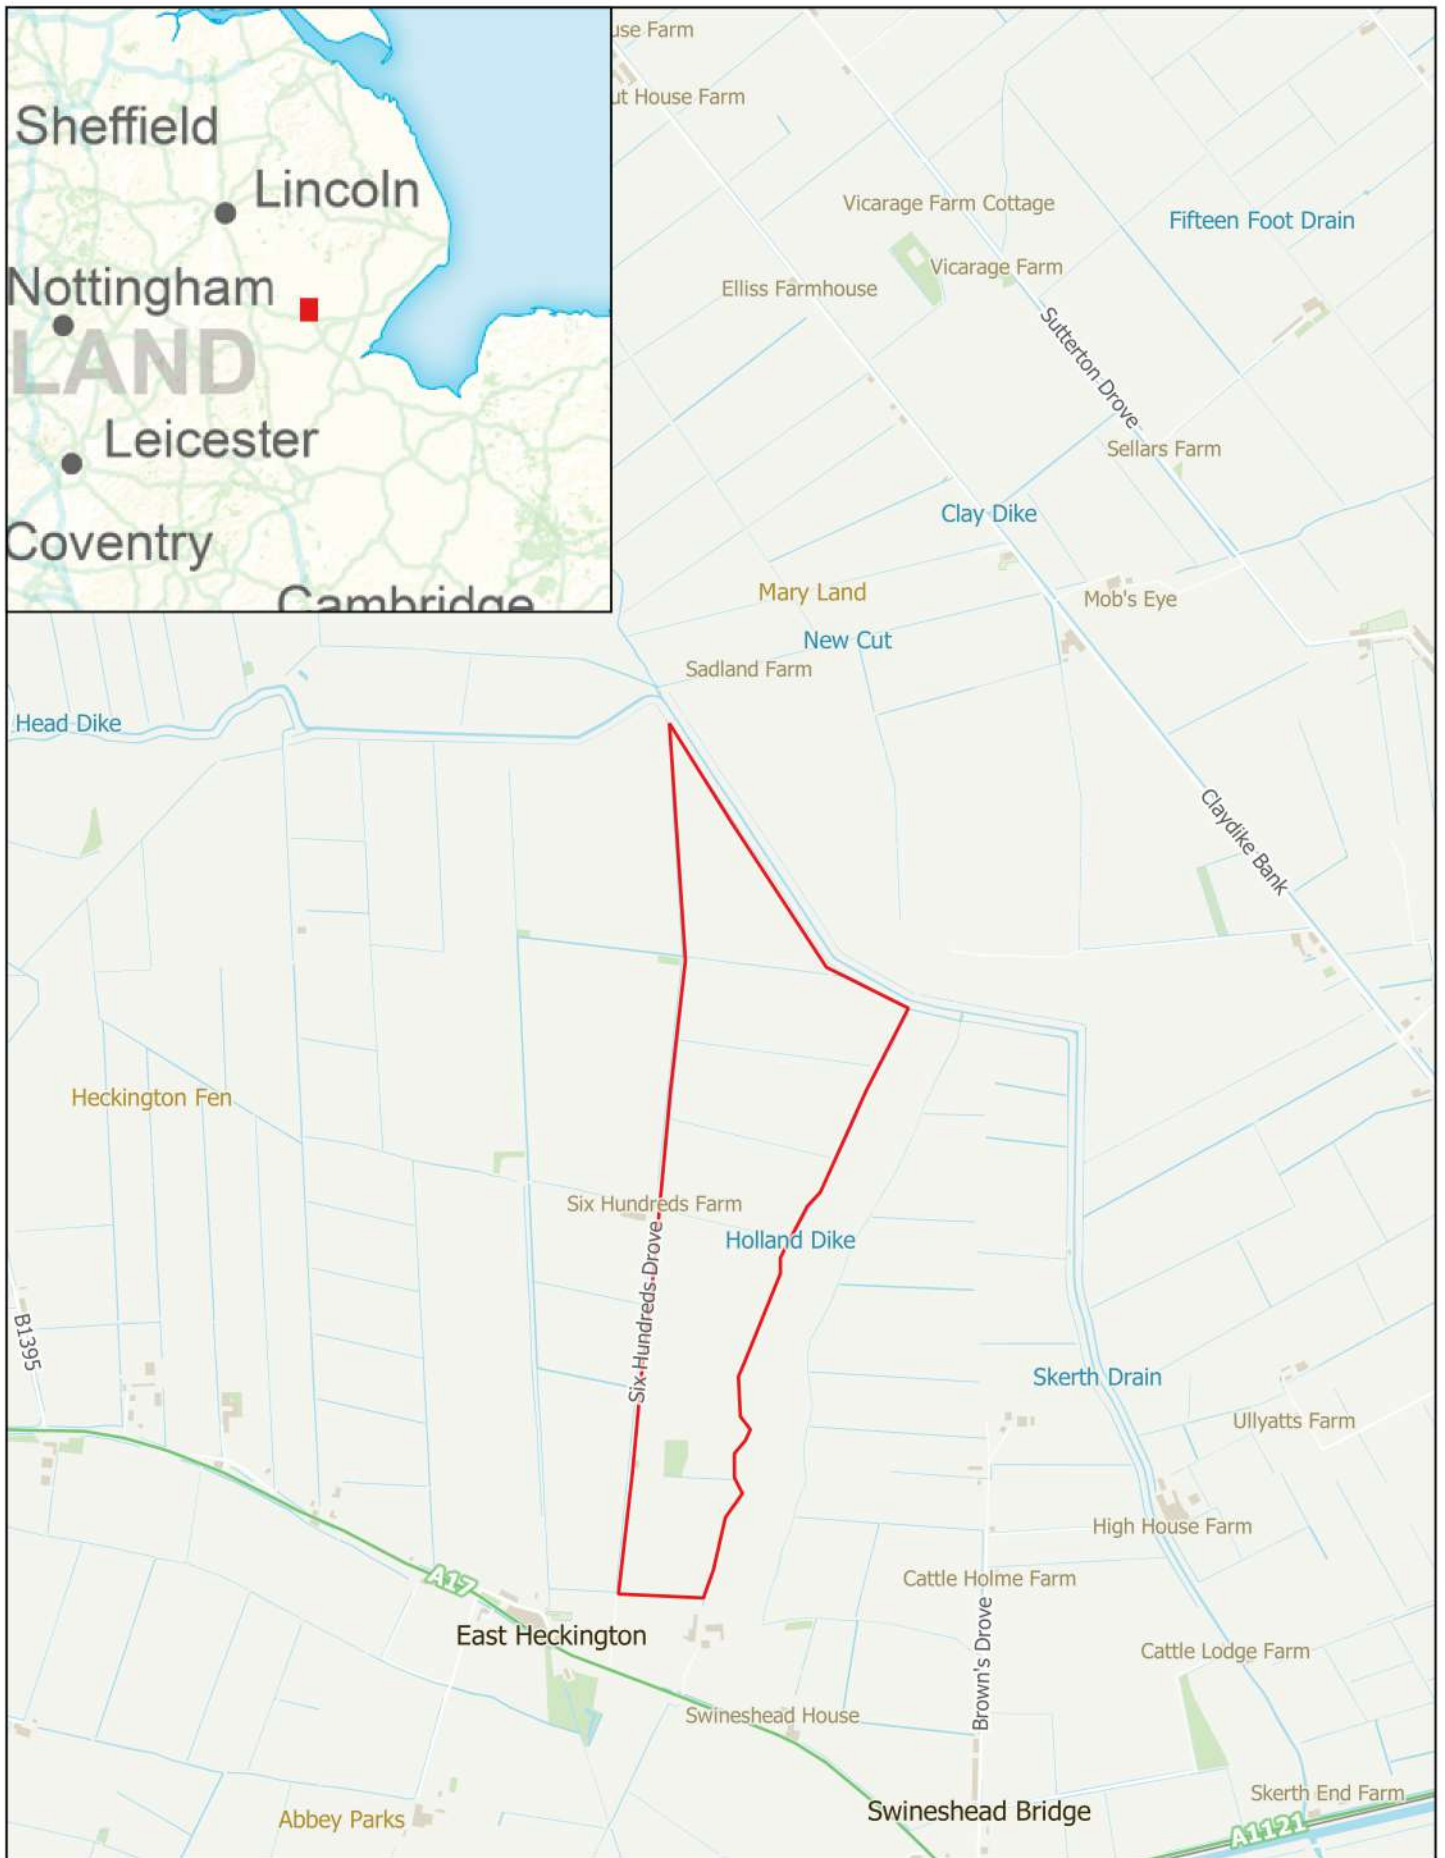 Sheffield
Lincoln
Nottingham
LAND
Leicester
Coventry
Cambridge
use Farm
ut House Farm
Vicarage Farm Cottage
Fifteen Foot Drain
Vicarage Farm
Elliss Farmhouse
Sutterton Drove
Sellars Farm
Clay Dike
Mary Land
Mob's Eye
New Cut
Sadland Farm
Head Dike
Claydike Bank
Heckington Fen
Six Hundreds Farm
Holland Dike
Six Hundreds Drove
B1395
Skerth Drain
Ullyatts Farm
High House Farm
A17
Cattle Holme Farm
East Heckington
Brown's Drove
Cattle Lodge Farm
Swineshead House
Skerth End Farm
Abbey Parks
Swineshead Bridge
A1121